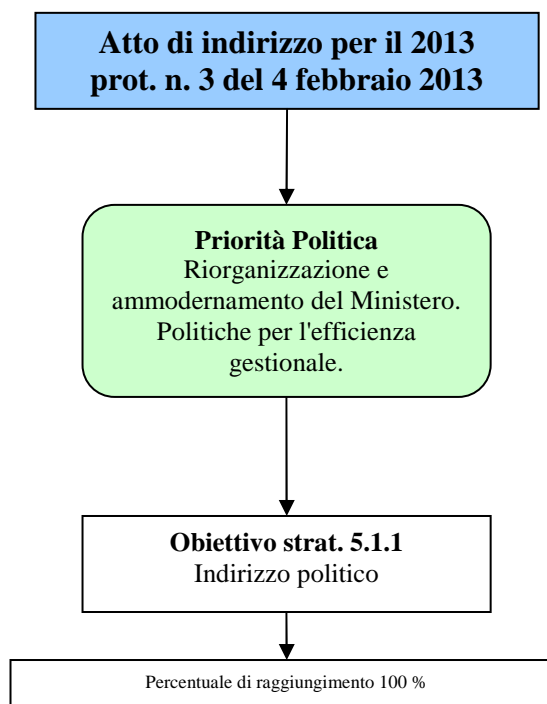 Atto di indirizzo per il 2013
prot. n. 3 del 4 febbraio 2013
Priorità Politica
Riorganizzazione e
ammodernamento del Ministero.
Politiche per l'efficienza
gestionale.
Obiettivo strat. 5.1.1
Indirizzo politico
Percentuale di raggiungimento 100 %